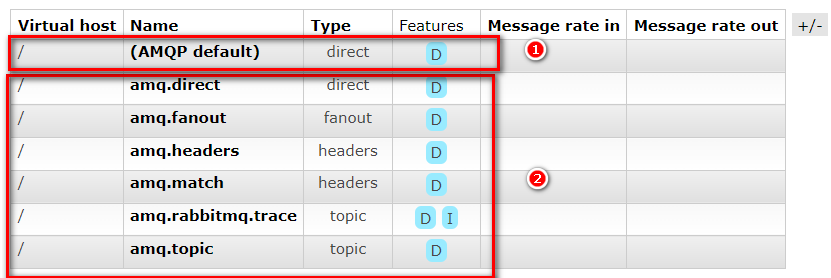 Virtual host Name Type Features Message rate in Message rate out +/-
/ (AMQP default) direct D 1
/ amq.direct direct D
/ amq.fanout fanout D
/ amq.headers headers D
/ amq.match headers D 2
/ amq.rabbitmq.trace topic D I
/ amq.topic topic D